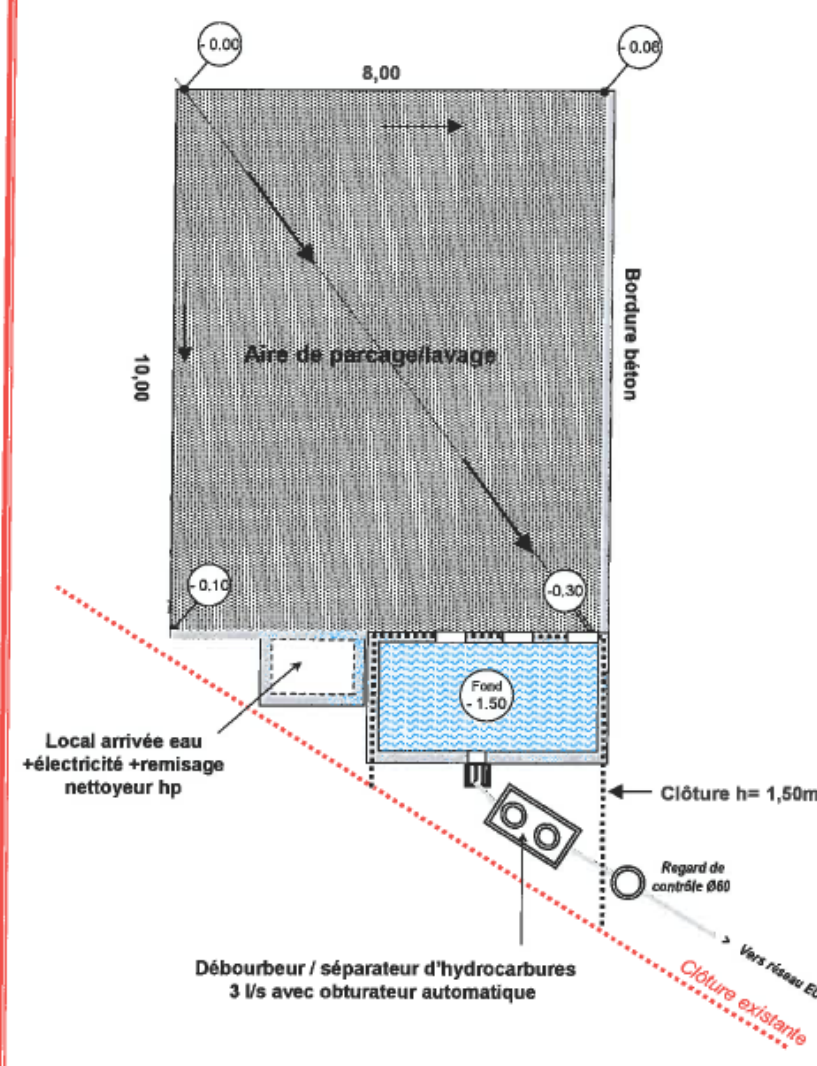 - 0.00
- 0.08
8,00
Bordure béton
Aire de parcage/lavage
10,00
- 0.10
-0,30
Fond
- 1.50
Local arrivée eau
+électricité +remisage
nettoyeur hp
Clôture h= 1,50m
Regard de
contrôle Ø60
> Vers réseau
Débourbeur / séparateur d'hydrocarbures
3 l/s avec obturateur automatique
Clôture existante